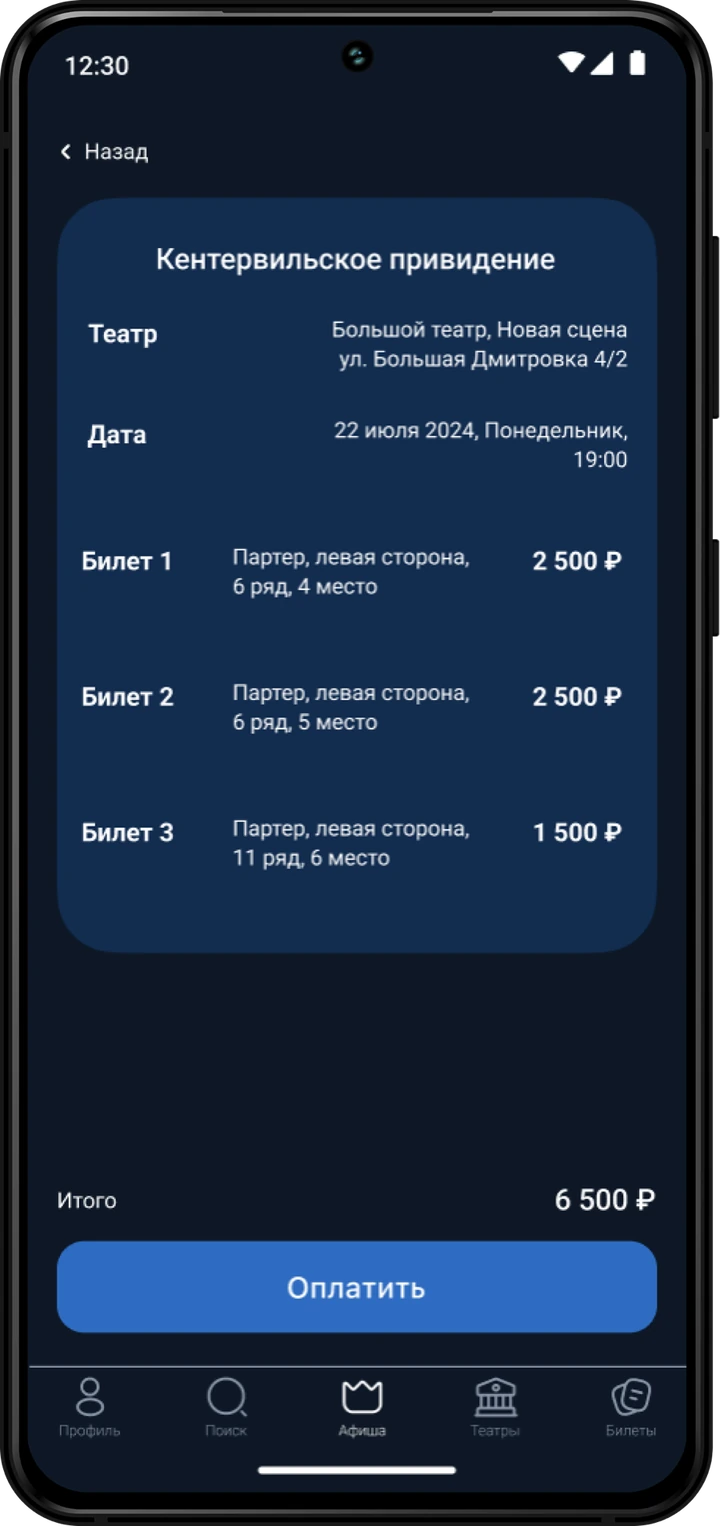 12:30
Назад
Кентервильское привидение
Театр
Большой театр, Новая сцена
ул. Большая Дмитровка 4/2
Дата
22 июля 2024, Понедельник,
19:00
Билет 1
Партер, левая сторона,
6 ряд, 4 место
2 500 ₽
Билет 2
Партер, левая сторона,
6 ряд, 5 место
2 500 ₽
Билет 3
Партер, левая сторона,
11 ряд, 6 место
1 500 ₽
Итого
6 500 ₽
Оплатить
Профиль
Поиск
Афиша
Театры
Билеты